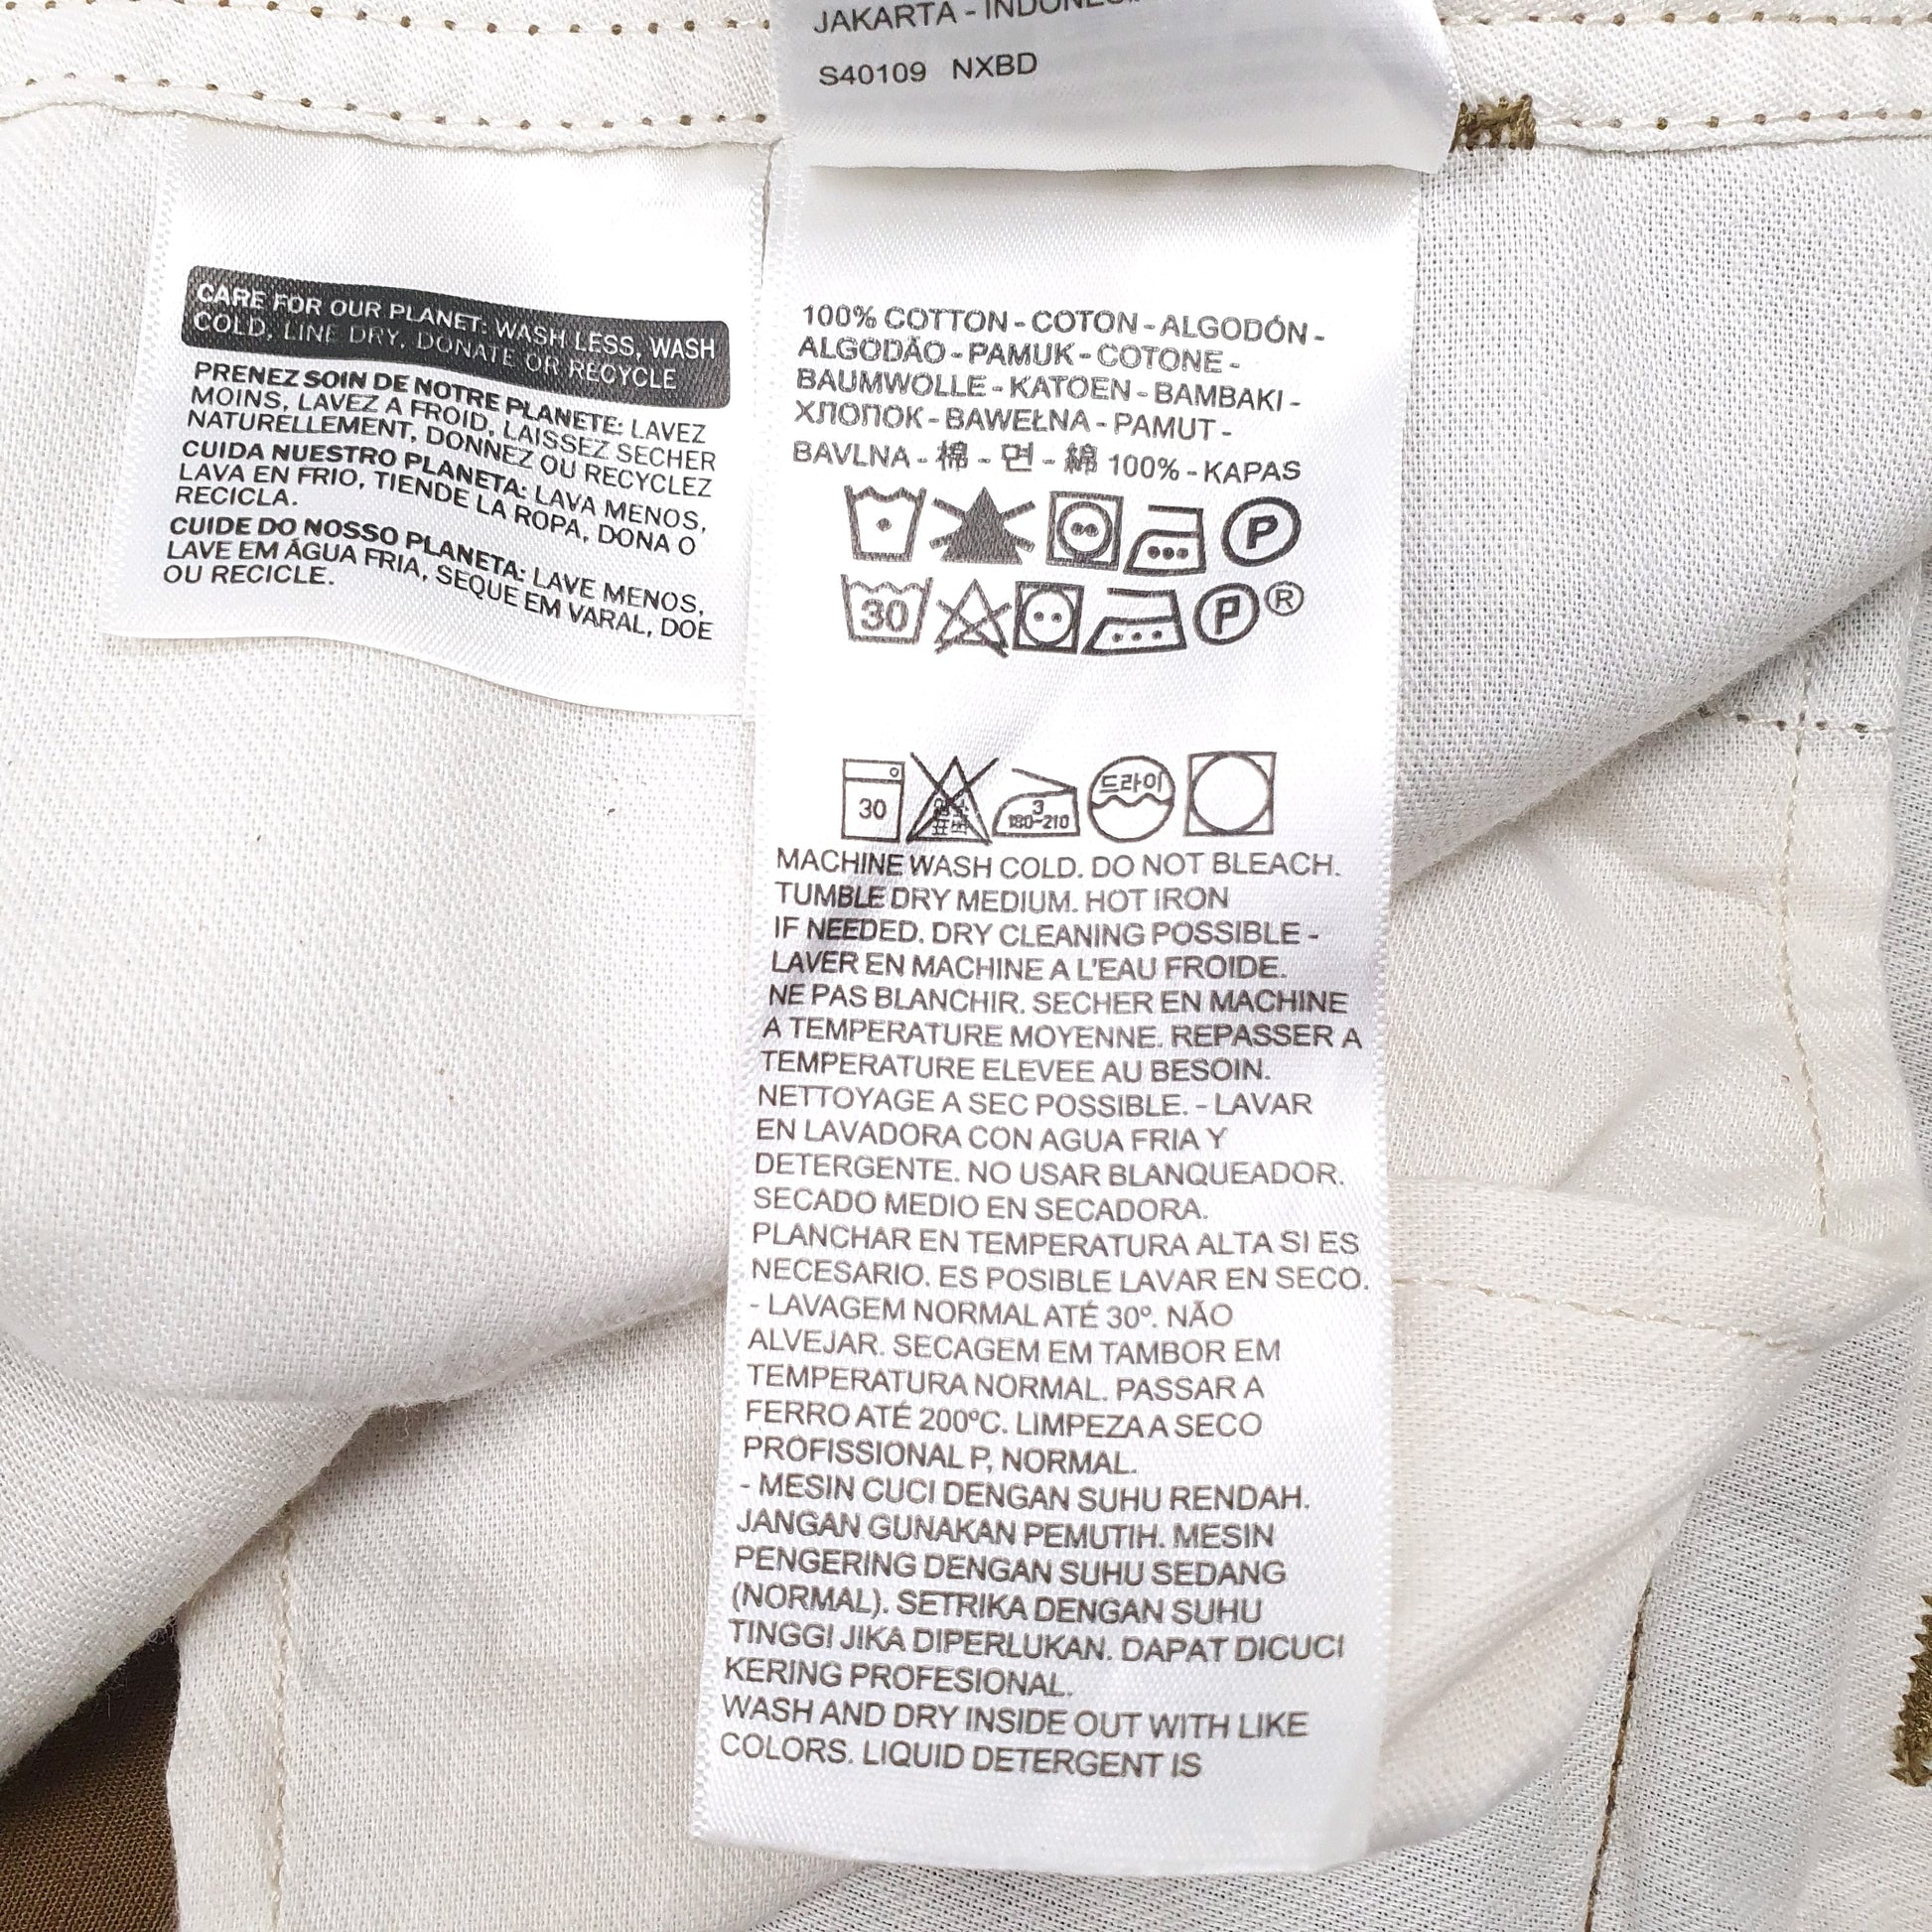 JAKARTA - INDONESI
S40109 NXBD
CARE FOR OUR PLANET: WASH LESS, WASH
COLD, LINE DRY, DONATE OR RECYCLE
PRENEZ SOIN DE NOTRE PLANETE: LAVEZ
MOINS, LAVEZ A FROID, LAISSEZ SECHER
NATURELLEMENT, DONNEZ OU RECYCLEZ
CUIDA NUESTRO PLANETA: LAVA MENOS,
LAVA EN FRIO, TIENDE LA ROPA, DONA O
RECICLA.
CUIDE DO NOSSO PLANETA: LAVE MENOS,
LAVE EM ÁGUA FRIA, SEQUE EM VARAL, DOE
OU RECICLE.
100% COTTON - COTON - ALGODÓN -
ALGODÃO - PAMUK - COTONE -
BAUMWOLLE - KATOEN - BAMBAKI -
ХЛОПОК - BAWEŁNA - PAMUT -
BAVLNA - 棉 - 면 - 綿 100% - KAPAS
P
30 P ®
30 3 180~210 드라이
MACHINE WASH COLD. DO NOT BLEACH.
TUMBLE DRY MEDIUM. HOT IRON
IF NEEDED. DRY CLEANING POSSIBLE -
LAVER EN MACHINE A L'EAU FROIDE.
NE PAS BLANCHIR. SECHER EN MACHINE
A TEMPERATURE MOYENNE. REPASSER A
TEMPERATURE ELEVEE AU BESOIN.
NETTOYAGE A SEC POSSIBLE. - LAVAR
EN LAVADORA CON AGUA FRIA Y
DETERGENTE. NO USAR BLANQUEADOR.
SECADO MEDIO EN SECADORA.
PLANCHAR EN TEMPERATURA ALTA SI ES
NECESARIO. ES POSIBLE LAVAR EN SECO.
- LAVAGEM NORMAL ATÉ 30º. NÃO
ALVEJAR. SECAGEM EM TAMBOR EM
TEMPERATURA NORMAL. PASSAR A
FERRO ATÉ 200ºC. LIMPEZA A SECO
PROFISSIONAL P, NORMAL.
- MESIN CUCI DENGAN SUHU RENDAH.
JANGAN GUNAKAN PEMUTIH. MESIN
PENGERING DENGAN SUHU SEDANG
(NORMAL). SETRIKA DENGAN SUHU
TINGGI JIKA DIPERLUKAN. DAPAT DICUCI
KERING PROFESIONAL.
WASH AND DRY INSIDE OUT WITH LIKE
COLORS. LIQUID DETERGENT IS